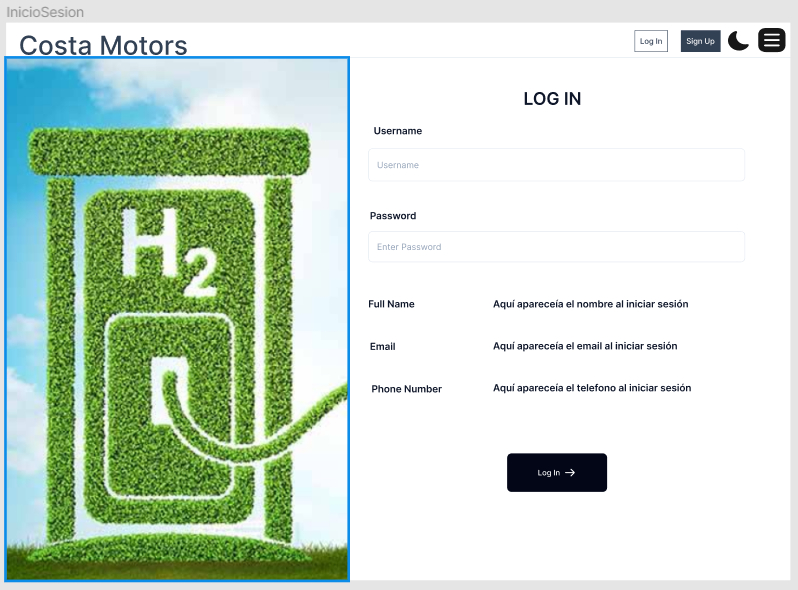 InicioSesion
Costa Motors
Log In
Sign Up
H2
LOG IN
Username
Username
Password
Enter Password
Full Name
Aquí apareceía el nombre al iniciar sesión
Email
Aquí apareceía el email al iniciar sesión
Phone Number
Aquí apareceía el telefono al iniciar sesión
Log In